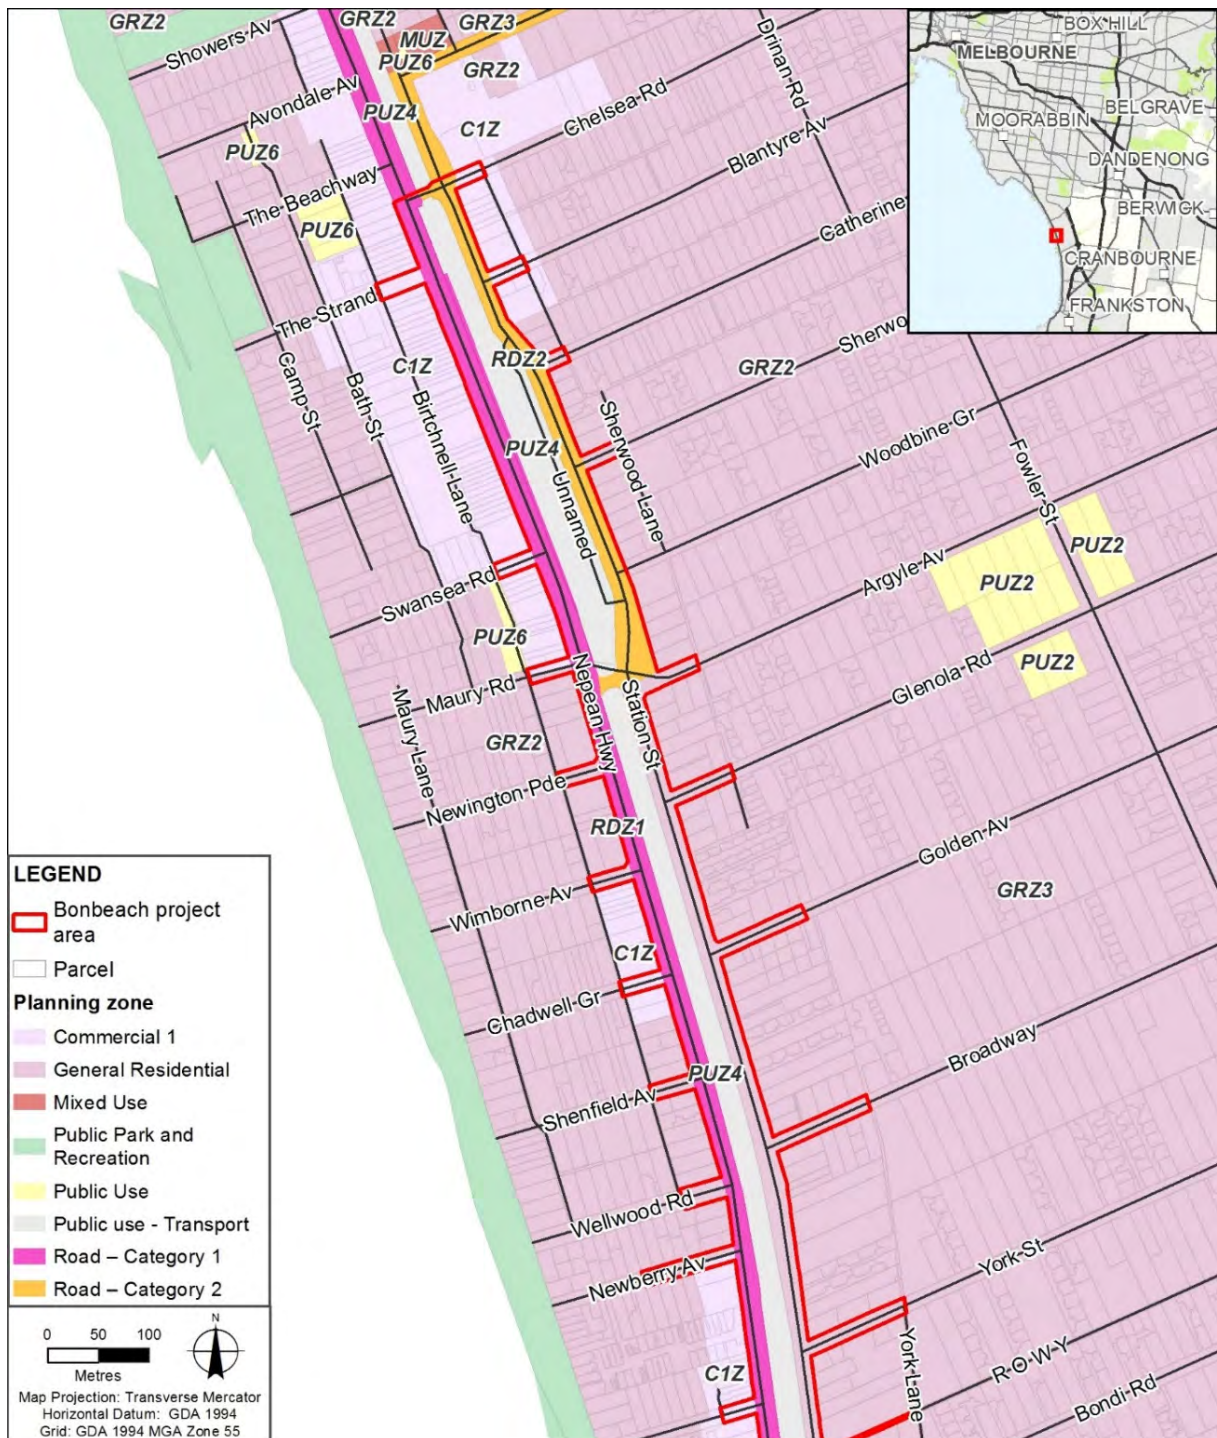 GRZ2
GRZ2
GRZ3
Showers Av
MUZ
PUZ6
GRZ2
Drinan Rd
BOX HILL
MELBOURNE
BELGRAVE
MOORABBIN
DANDENONG
BERWICK
CRANBOURNE
FRANKSTON
Avondale Av
PUZ4
C1Z
Chelsea Rd
Blantyre Av
PUZ6
The Beachway
PUZ6
Catherine
The Strand
Sherwo
Camp St
Bath St
C1Z
Birtchnell Lane
RDZ2
GRZ2
PUZ4
Unnamed
Sherwood Lane
Woodbine Gr
Fowler St
Argyle Av
PUZ2
PUZ2
PUZ2
Swansea Rd
PUZ6
Maury Rd
Nepean Hwy
Station St
Glenola Rd
Maury Lane
GRZ2
Newington Pde
RDZ1
Golden Av
GRZ3
Wimborne Av
C1Z
Chadwell Gr
PUZ4
Broadway
Shenfield Av
Wellwood Rd
Newberry Av
York St
C1Z
York Lane
R O W Y
Bondi Rd
LEGEND
Bonbeach project
area
Parcel
Planning zone
Commercial 1
General Residential
Mixed Use
Public Park and
Recreation
Public Use
Public use - Transport
Road – Category 1
Road – Category 2
0 50 100
Metres
N
Map Projection: Transverse Mercator
Horizontal Datum: GDA 1994
Grid: GDA 1994 MGA Zone 55